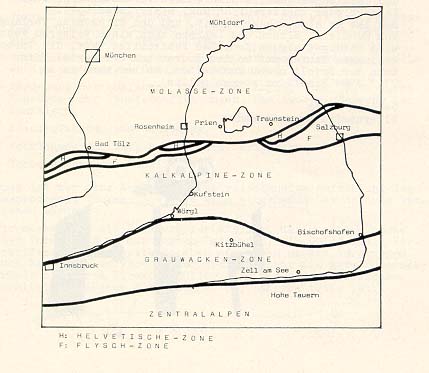 Mühldorf
München
MOLASSE-ZONE
Rosenheim
Prien
Traunstein
Salzburg
H
F
Bad Tölz
H
H
F
KALKALPINE-ZONE
Kufstein
Wörgl
Bischofshofen
Kitzbühel
Innsbruck
GRAUWACKEN-ZONE
Zell am See
Hohe Tauern
ZENTRALALPEN
H: HELVETISCHE-ZONE
F: FLYSCH-ZONE